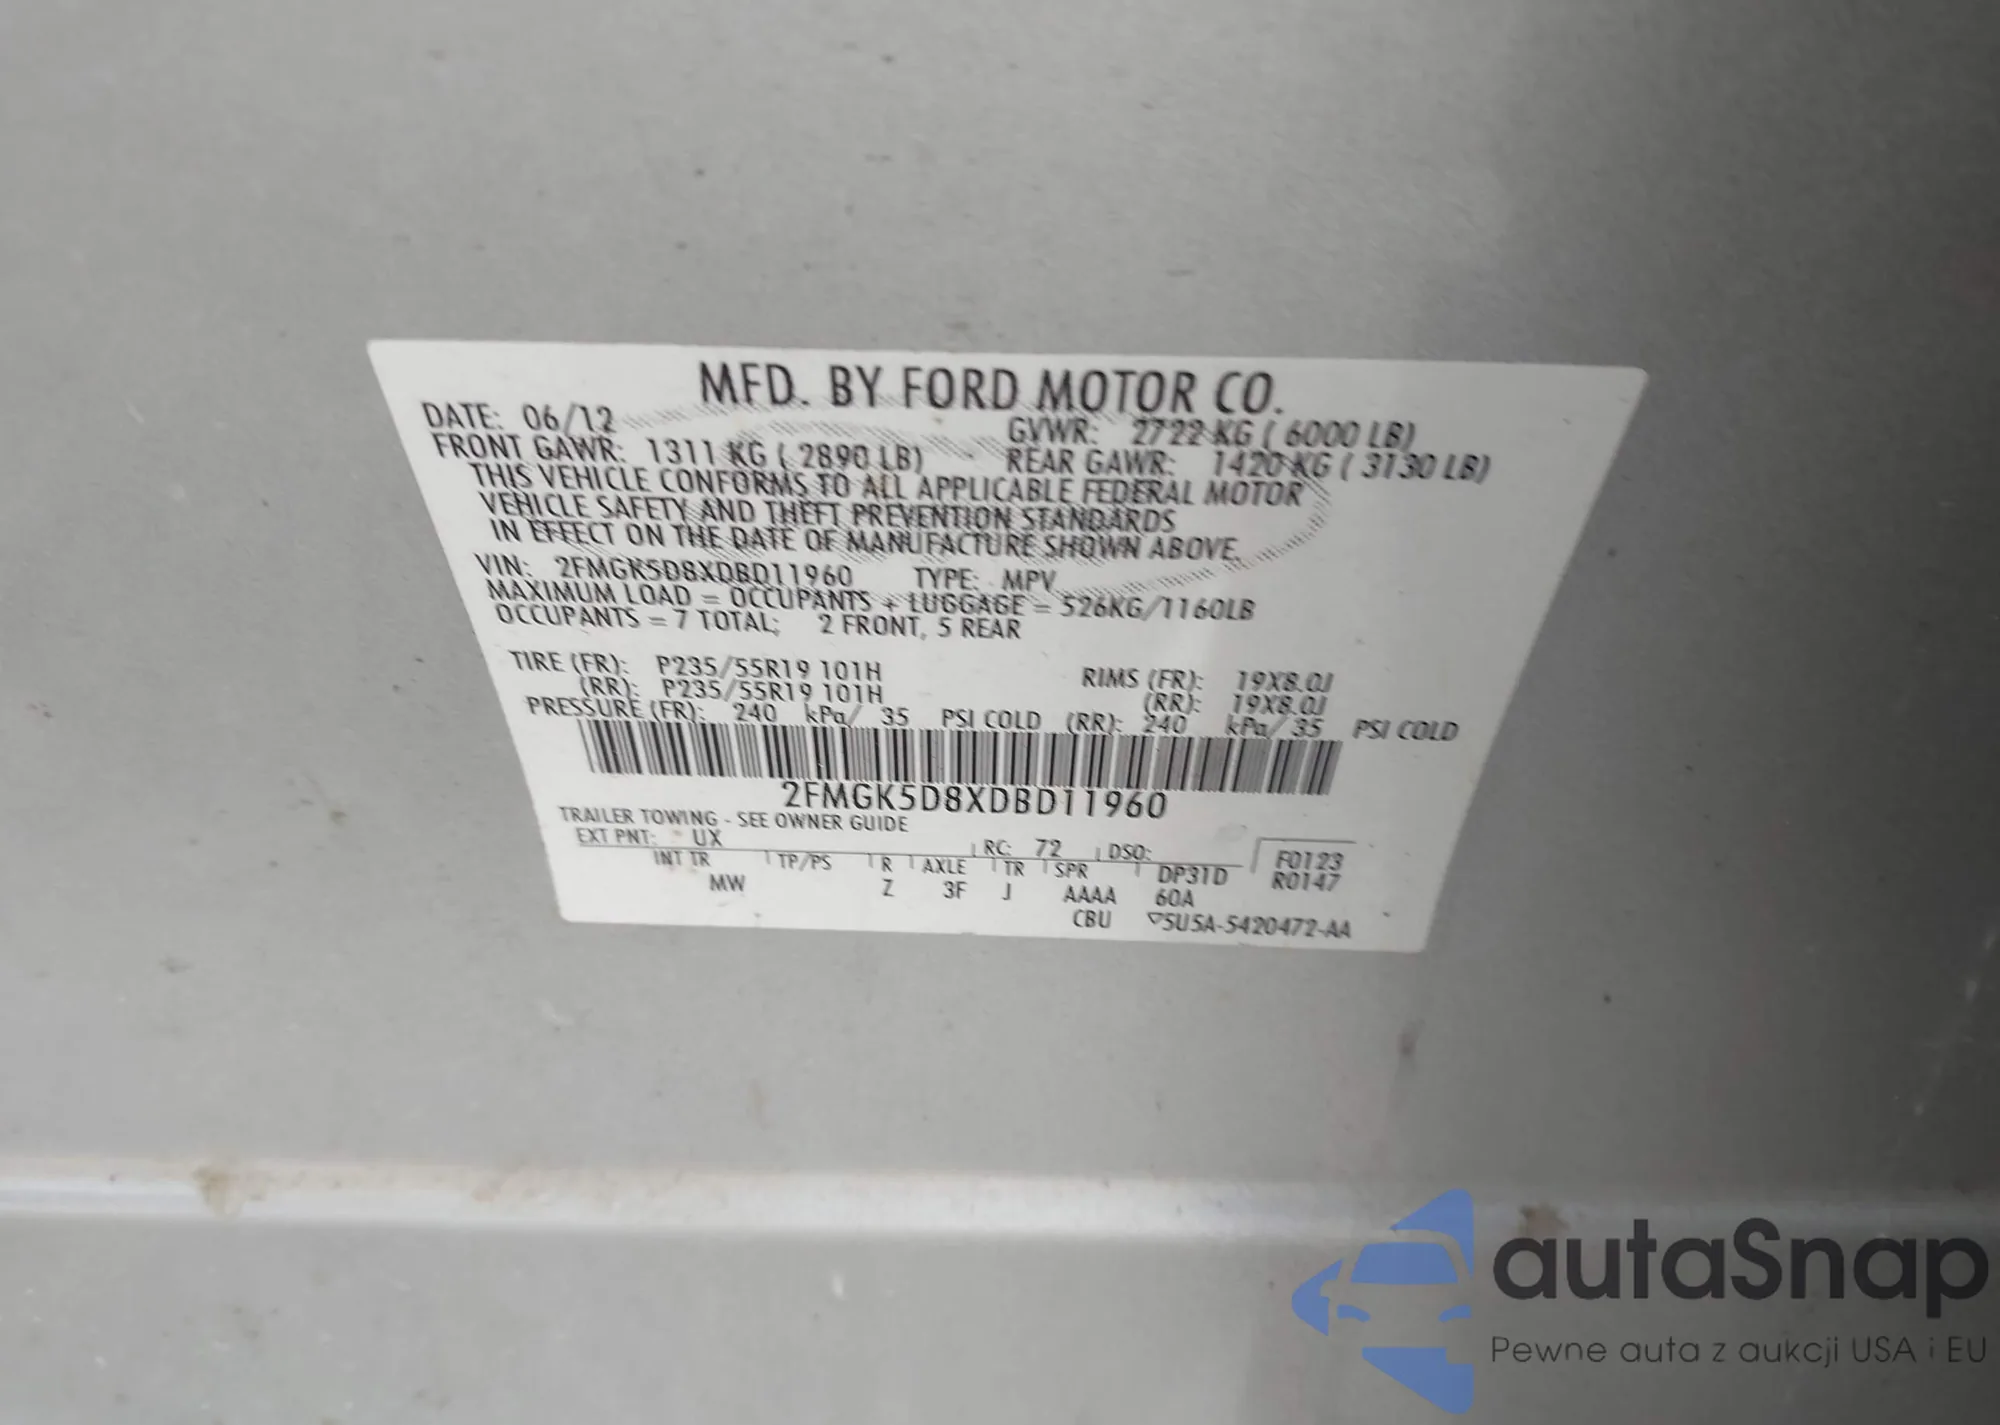 MFD. BY FORD MOTOR CO.
DATE: 06/12 GVWR: 2722 KG ( 6000 LB)
FRONT GAWR: 1311 KG ( 2890 LB) REAR GAWR: 1420 KG ( 3130 LB)
THIS VEHICLE CONFORMS TO ALL APPLICABLE FEDERAL MOTOR
VEHICLE SAFETY AND THEFT PREVENTION STANDARDS
IN EFFECT ON THE DATE OF MANUFACTURE SHOWN ABOVE.
VIN: 2FMGK5D8XDBD11960 TYPE: MPV
MAXIMUM LOAD = OCCUPANTS + LUGGAGE = 526KG/1160LB
OCCUPANTS = 7 TOTAL; 2 FRONT, 5 REAR
TIRE (FR): P235/55R19 101H RIMS (FR): 19X8.0J
(RR): P235/55R19 101H (RR): 19X8.0J
PRESSURE (FR): 240 kPa/ 35 PSI COLD (RR): 240 kPa/ 35 PSI COLD
2FMGK5D8XDBD11960
TRAILER TOWING - SEE OWNER GUIDE
EXT PNT: UX RC: 72 DSO: F0123
INT TR TP/PS R AXLE TR SPR DP31D R0147
MW Z 3F J AAAA 60A
CBU ▽5U5A-5420472-AA
autaSnap
Pewne auta z aukcji USA i EU